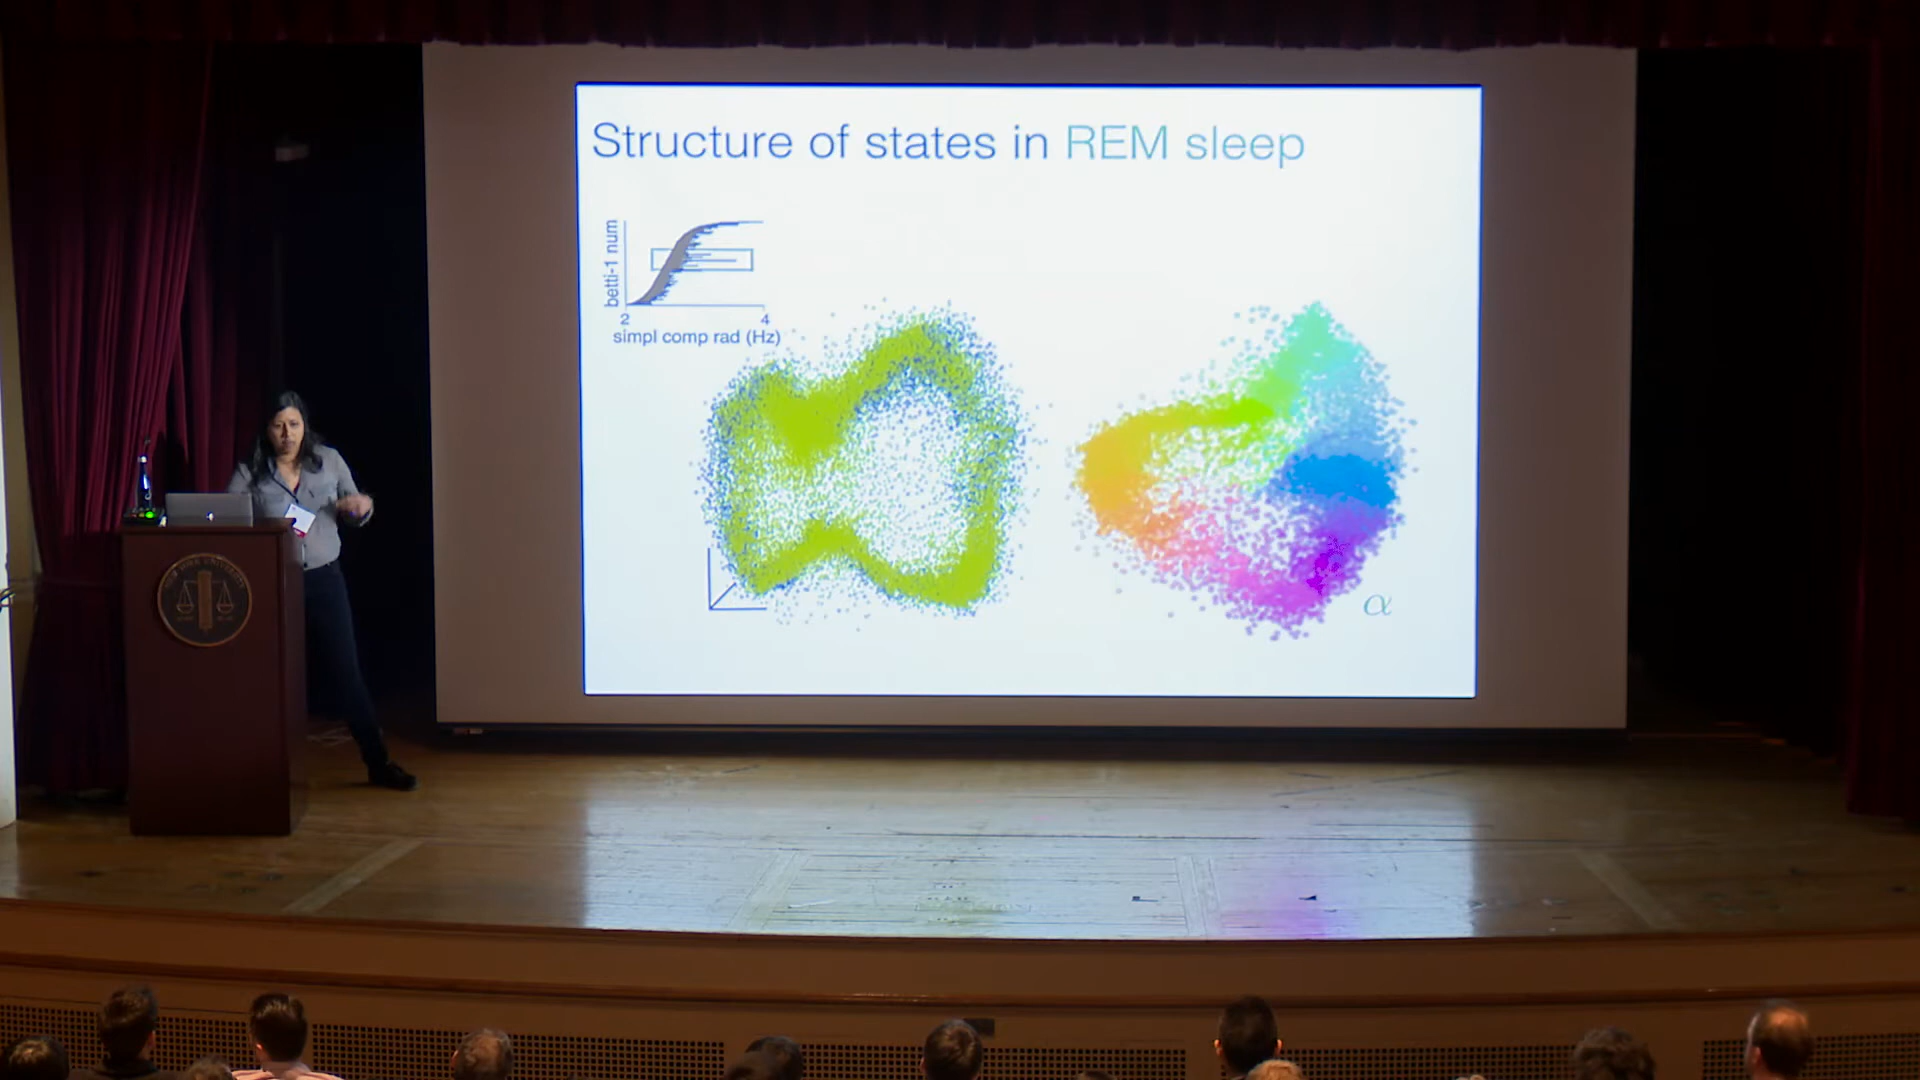 Structure of states in REM sleep
betti-1 num
2
4
simpl comp rad (Hz)
α